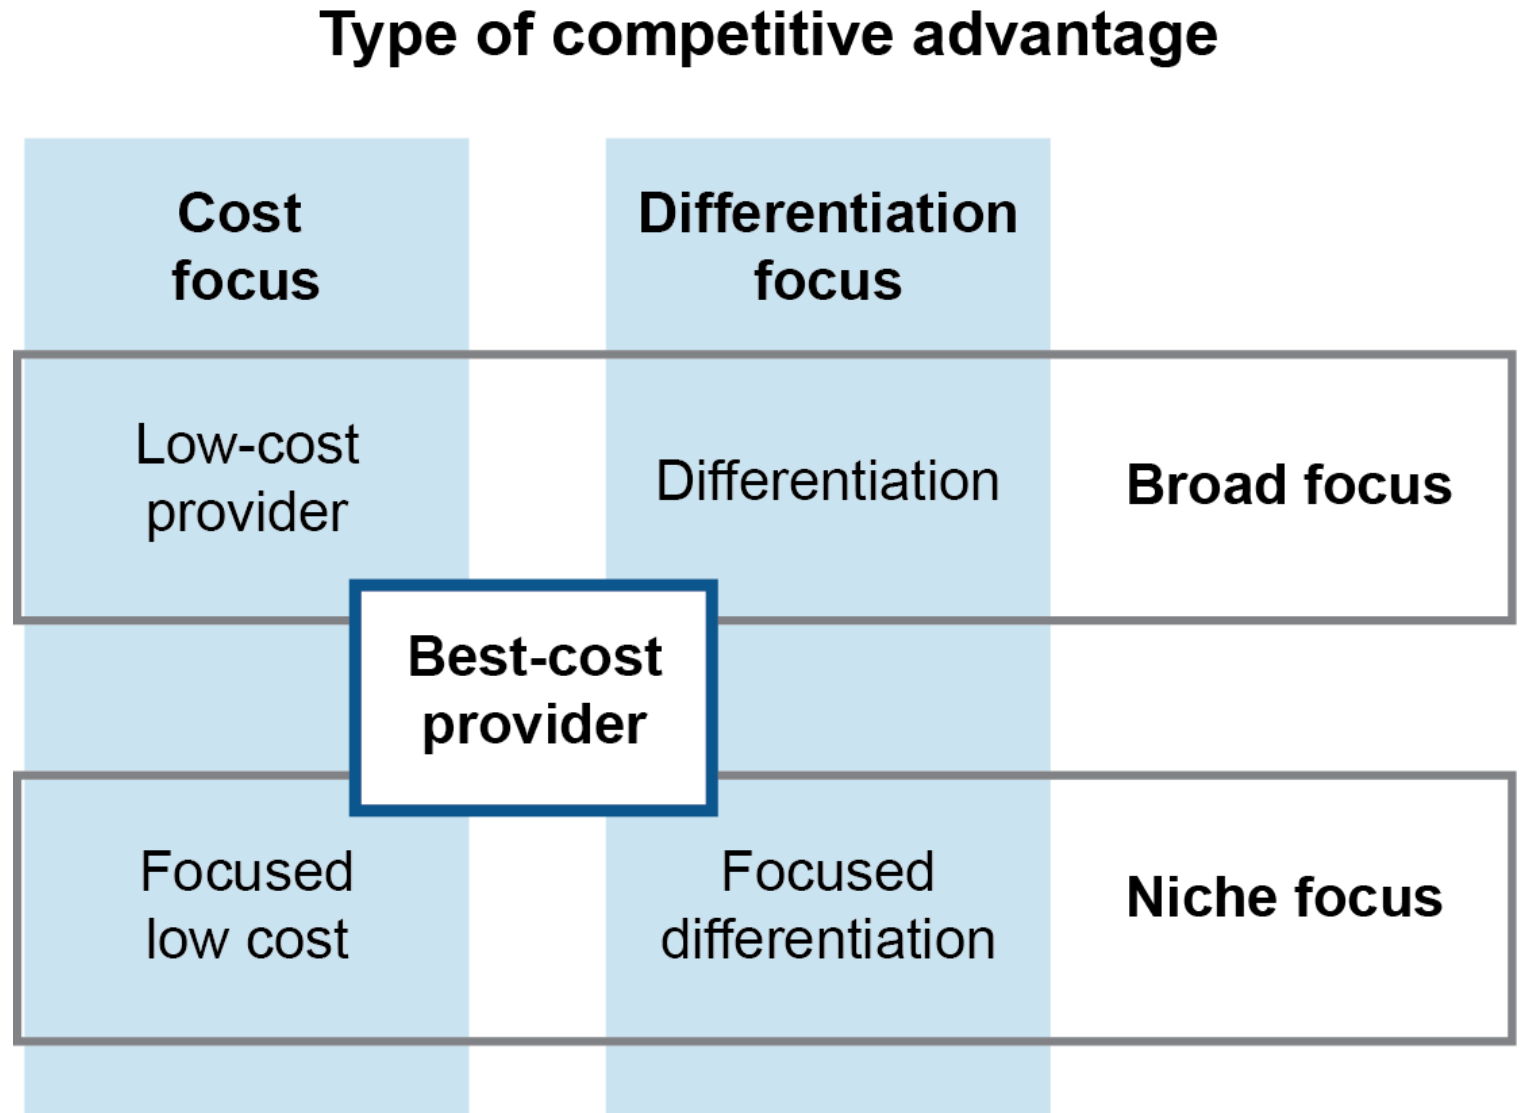 Type of competitive advantage
Cost
focus
Differentiation
focus
Low-cost
provider
Differentiation
Broad focus
Best-cost
provider
Focused
low cost
Focused
differentiation
Niche focus